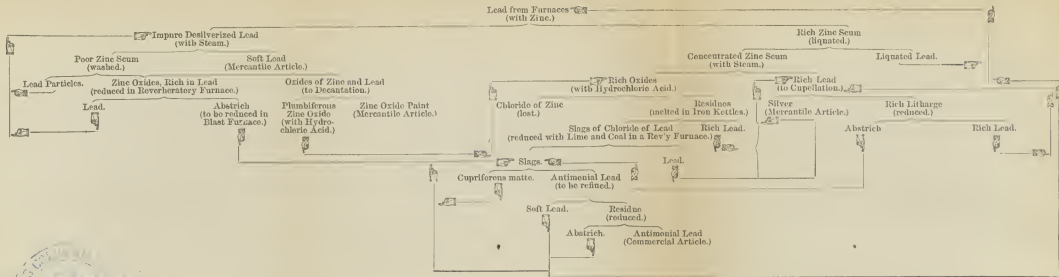 Lead from Furnaces
(with Zinc.)
Impure Desilverized Lead
(with Steam.)
Rich Zinc Scum
(liquated.)
Poor Zinc Scum
(washed.)
Soft Lead
(Mercantile Article.)
Concentrated Zinc Scum
(with Steam.)
Liquated Lead.
Lead Particles.
Zinc Oxides, Rich in Lead
(reduced in Reverberatory Furnace.)
Oxides of Zinc and Lead
(to Decantation.)
Rich Oxides
(with Hydrochloric Acid.)
Rich Lead
(to Cupellation.)
Lead.
Abstrich
(to be reduced in
Blast Furnace.)
Plumbiferous
Zinc Oxide
(with Hydro-
chloric Acid.)
Zinc Oxide Paint
(Mercantile Article.)
Chloride of Zinc
(lost.)
Residues
(melted in Iron Kettles.)
Silver
(Mercantile Article.)
Rich Litharge
(reduced.)
Slags of Chloride of Lead
(reduced with Lime and Coal in a Rev'y Furnace.)
Rich Lead.
Abstrich
Rich Lead.
Slags.
Lead.
Cupriferous matte.
Antimonial Lead
(to be refined.)
Soft Lead.
Residue
(reduced.)
Abstrich.
Antimonial Lead
(Commercial Article.)